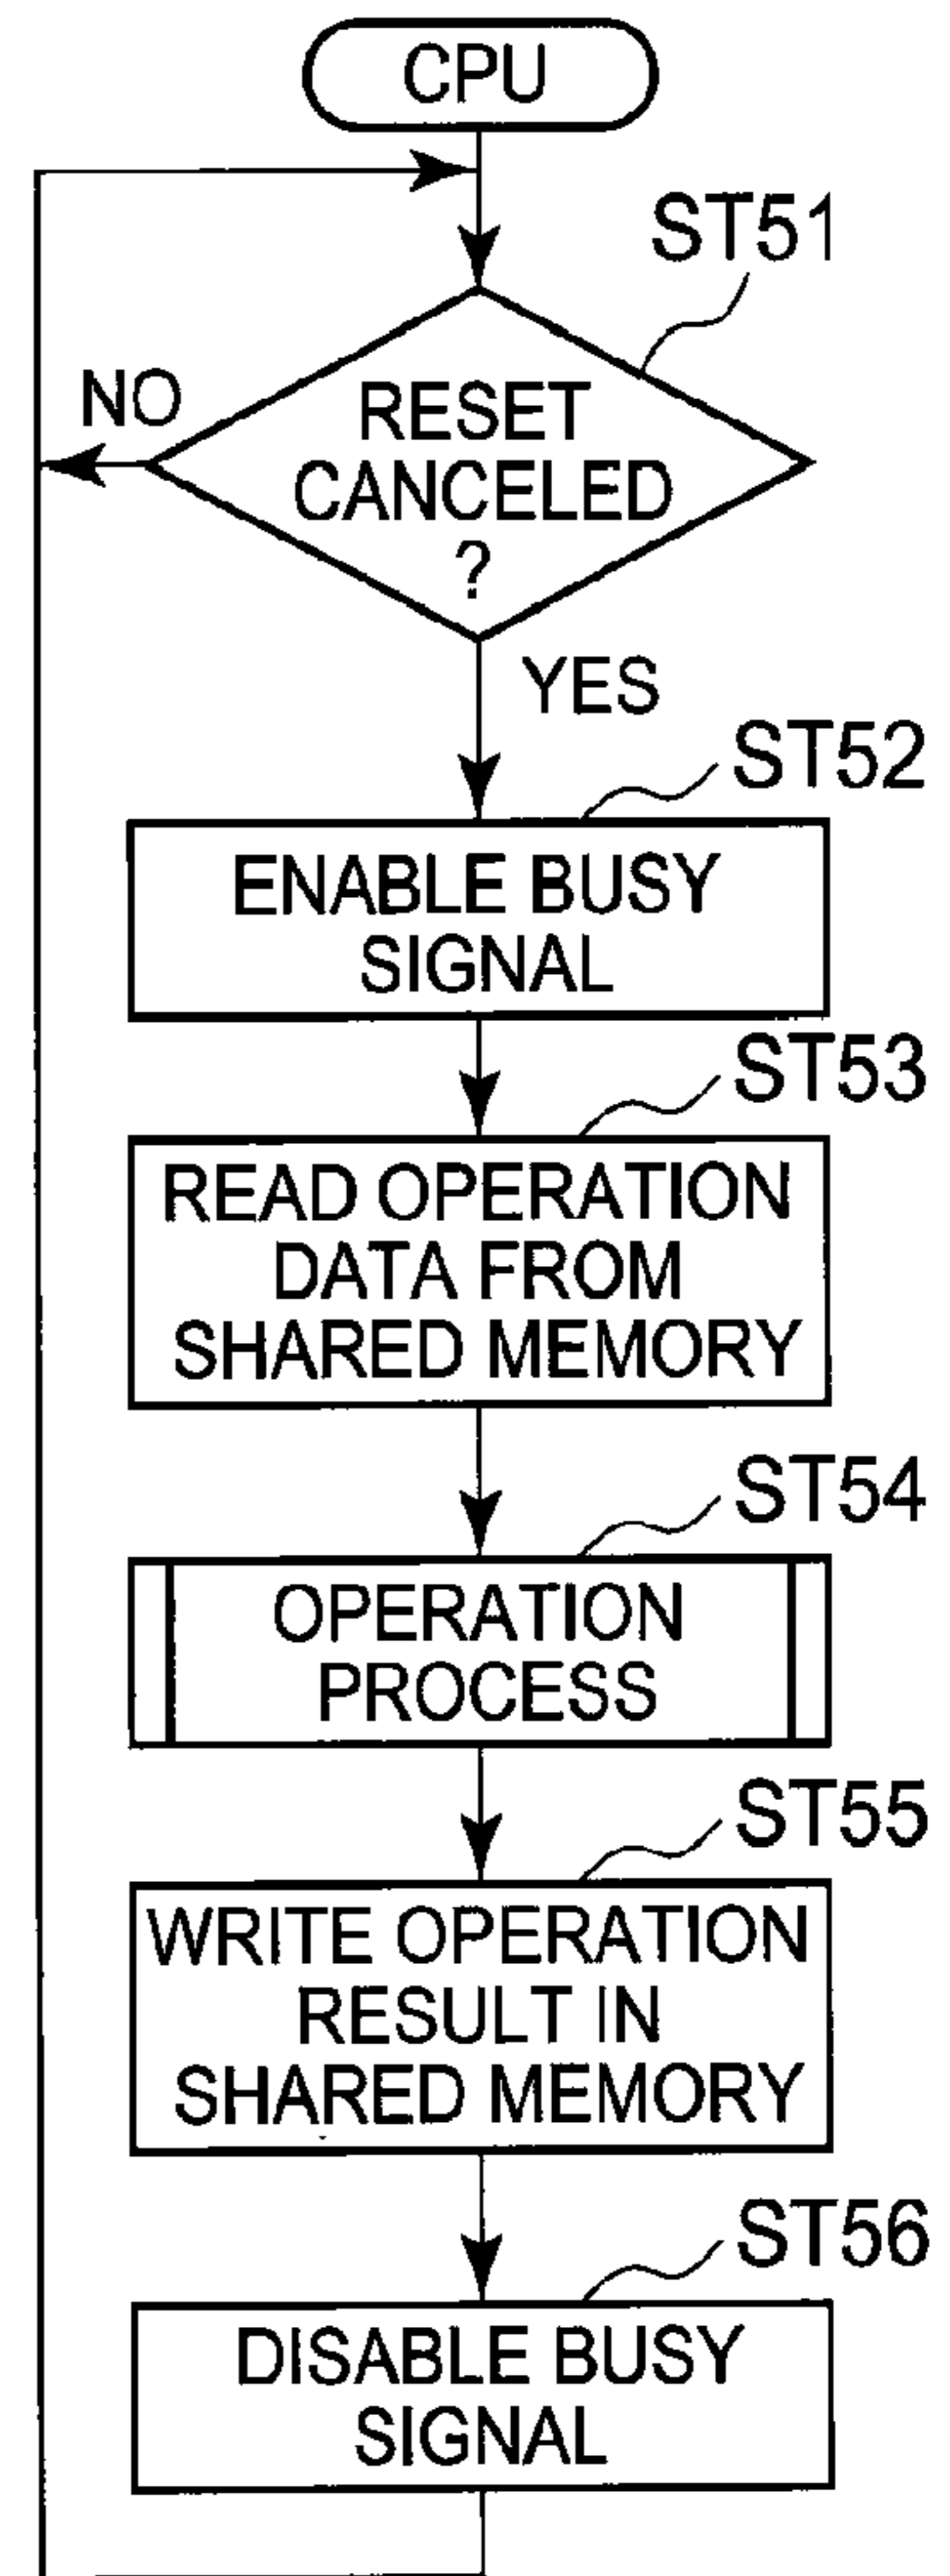 CPU
ST51
NO
RESET
CANCELED
?
YES
ST52
ENABLE BUSY
SIGNAL
ST53
READ OPERATION
DATA FROM
SHARED MEMORY
ST54
OPERATION
PROCESS
ST55
WRITE OPERATION
RESULT IN
SHARED MEMORY
ST56
DISABLE BUSY
SIGNAL